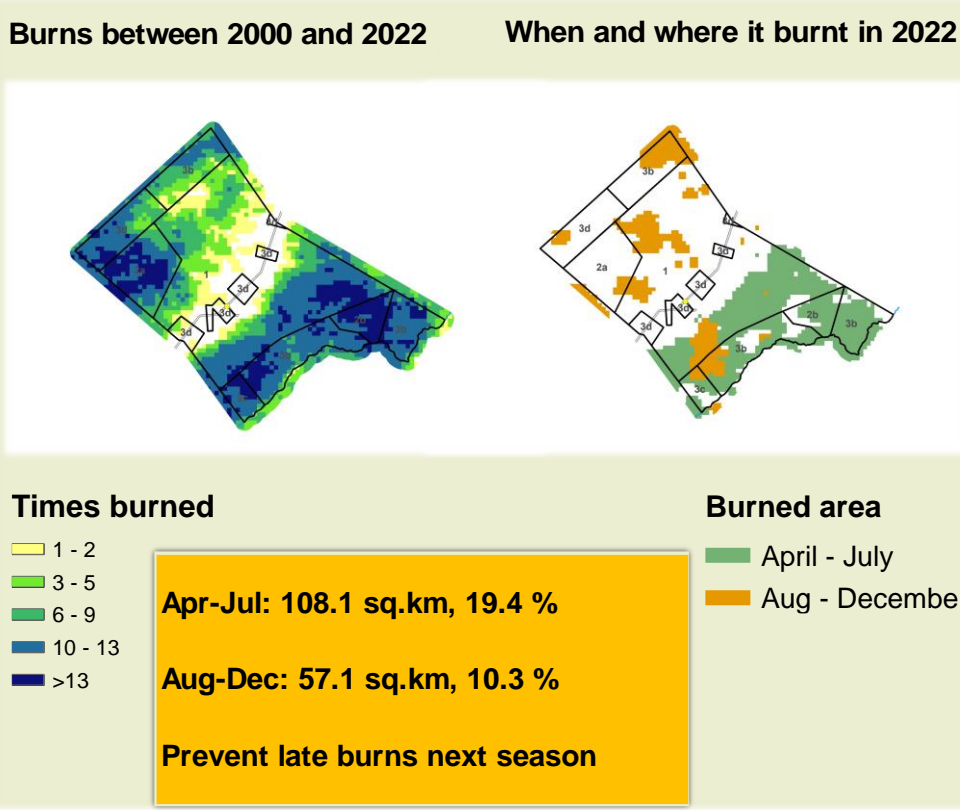 Burns between 2000 and 2022
When and where it burnt in 2022
3b
3d
2a
1
3d
3d
3d
3d
2b
3b
3b
3b
3d
2a
1
3d
3d
3d
3d
2b
3b
3b
3c
Times burned
1 - 2
3 - 5
6 - 9
10 - 13
>13
Apr-Jul: 108.1 sq.km, 19.4 %
Aug-Dec: 57.1 sq.km, 10.3 %
Prevent late burns next season
Burned area
April - July
Aug - Decembe